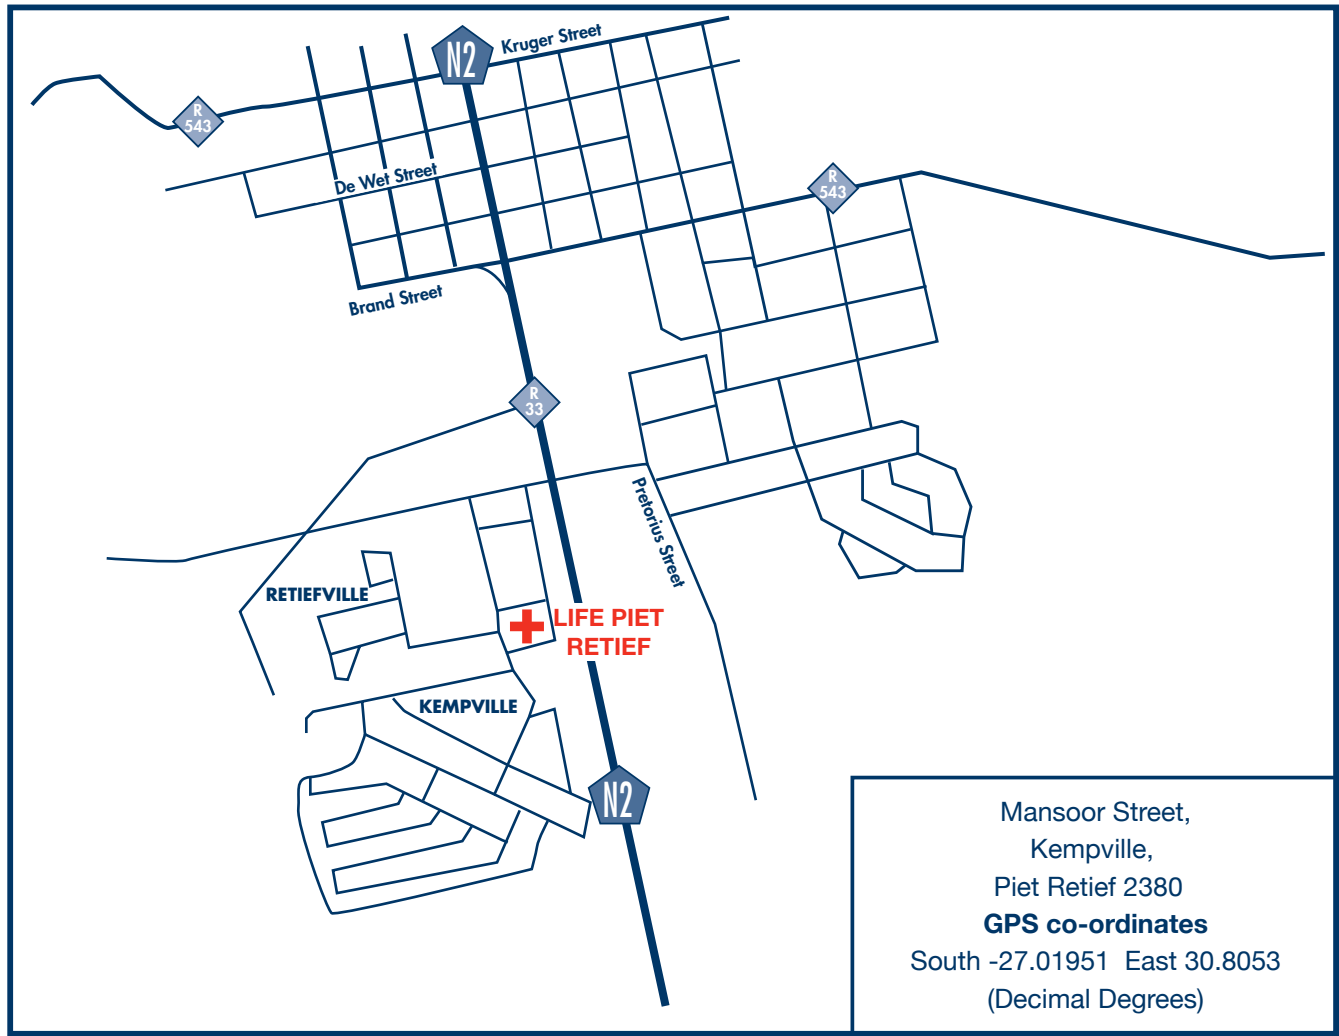 Kruger Street
N2
R
543
De Wet Street
R
543
Brand Street
R
33
Pretorius Street
RETIEFVILLE
LIFE PIET
RETIEF
KEMPVILLE
N2
Mansoor Street,
Kempville,
Piet Retief 2380
GPS co-ordinates
South -27.01951  East 30.8053
(Decimal Degrees)